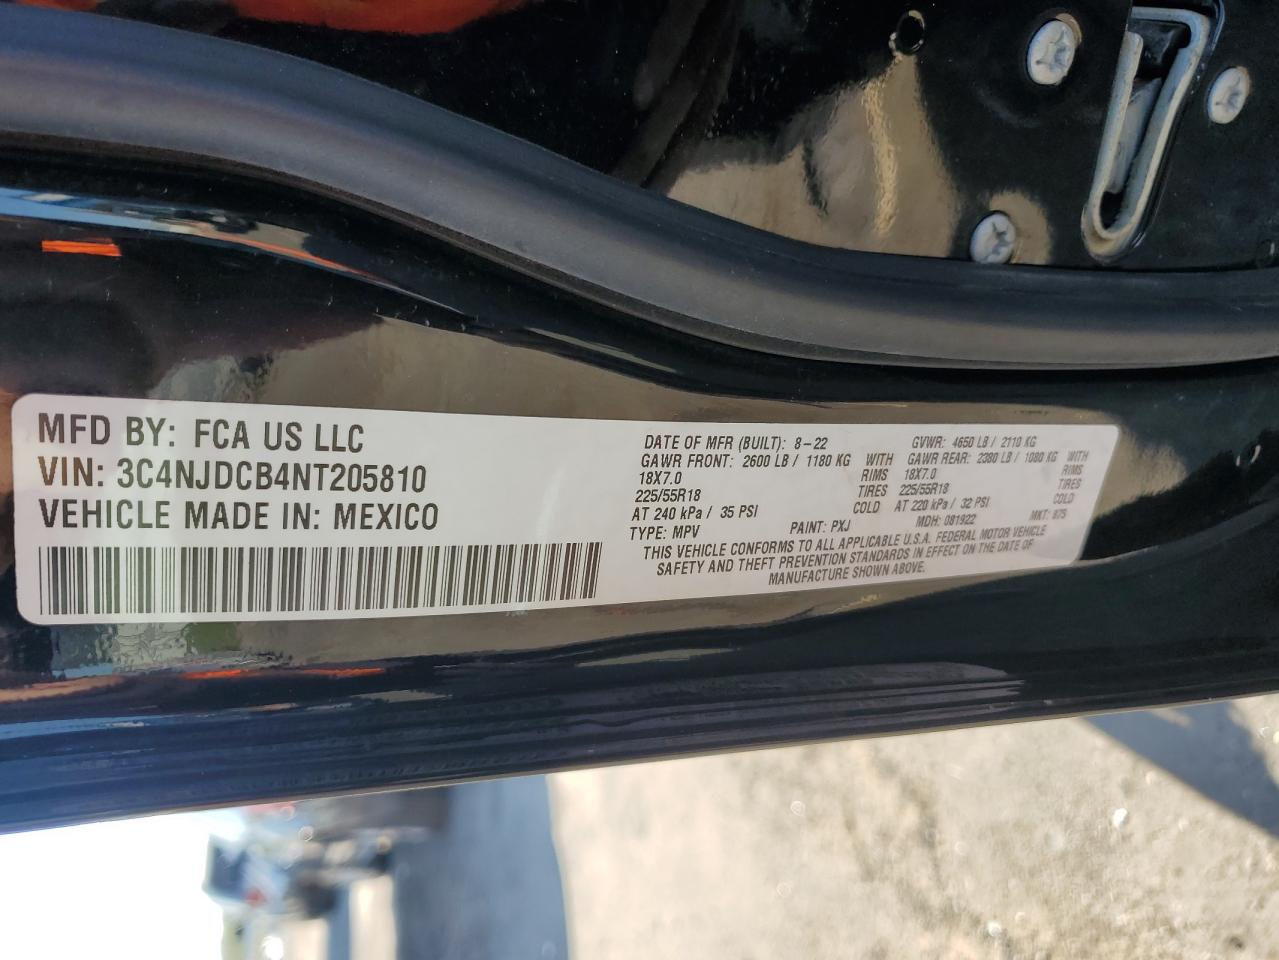 MFD BY: FCA US LLC
VIN: 3C4NJDCB4NT205810
VEHICLE MADE IN: MEXICO
DATE OF MFR (BUILT): 8-22 GVWR: 4650 LB / 2110 KG
GAWR FRONT: 2600 LB / 1180 KG WITH GAWR REAR: 2380 LB / 1080 KG WITH
18X7.0 RIMS 18X7.0 RIMS
225/55R18 TIRES 225/55R18 TIRES
AT 240 kPa / 35 PSI COLD AT 220 kPa / 32 PSI COLD
TYPE: MPV PAINT: PXJ MDH: 081922 MKT: 875
THIS VEHICLE CONFORMS TO ALL APPLICABLE U.S.A. FEDERAL MOTOR VEHICLE
SAFETY AND THEFT PREVENTION STANDARDS IN EFFECT ON THE DATE OF
MANUFACTURE SHOWN ABOVE.